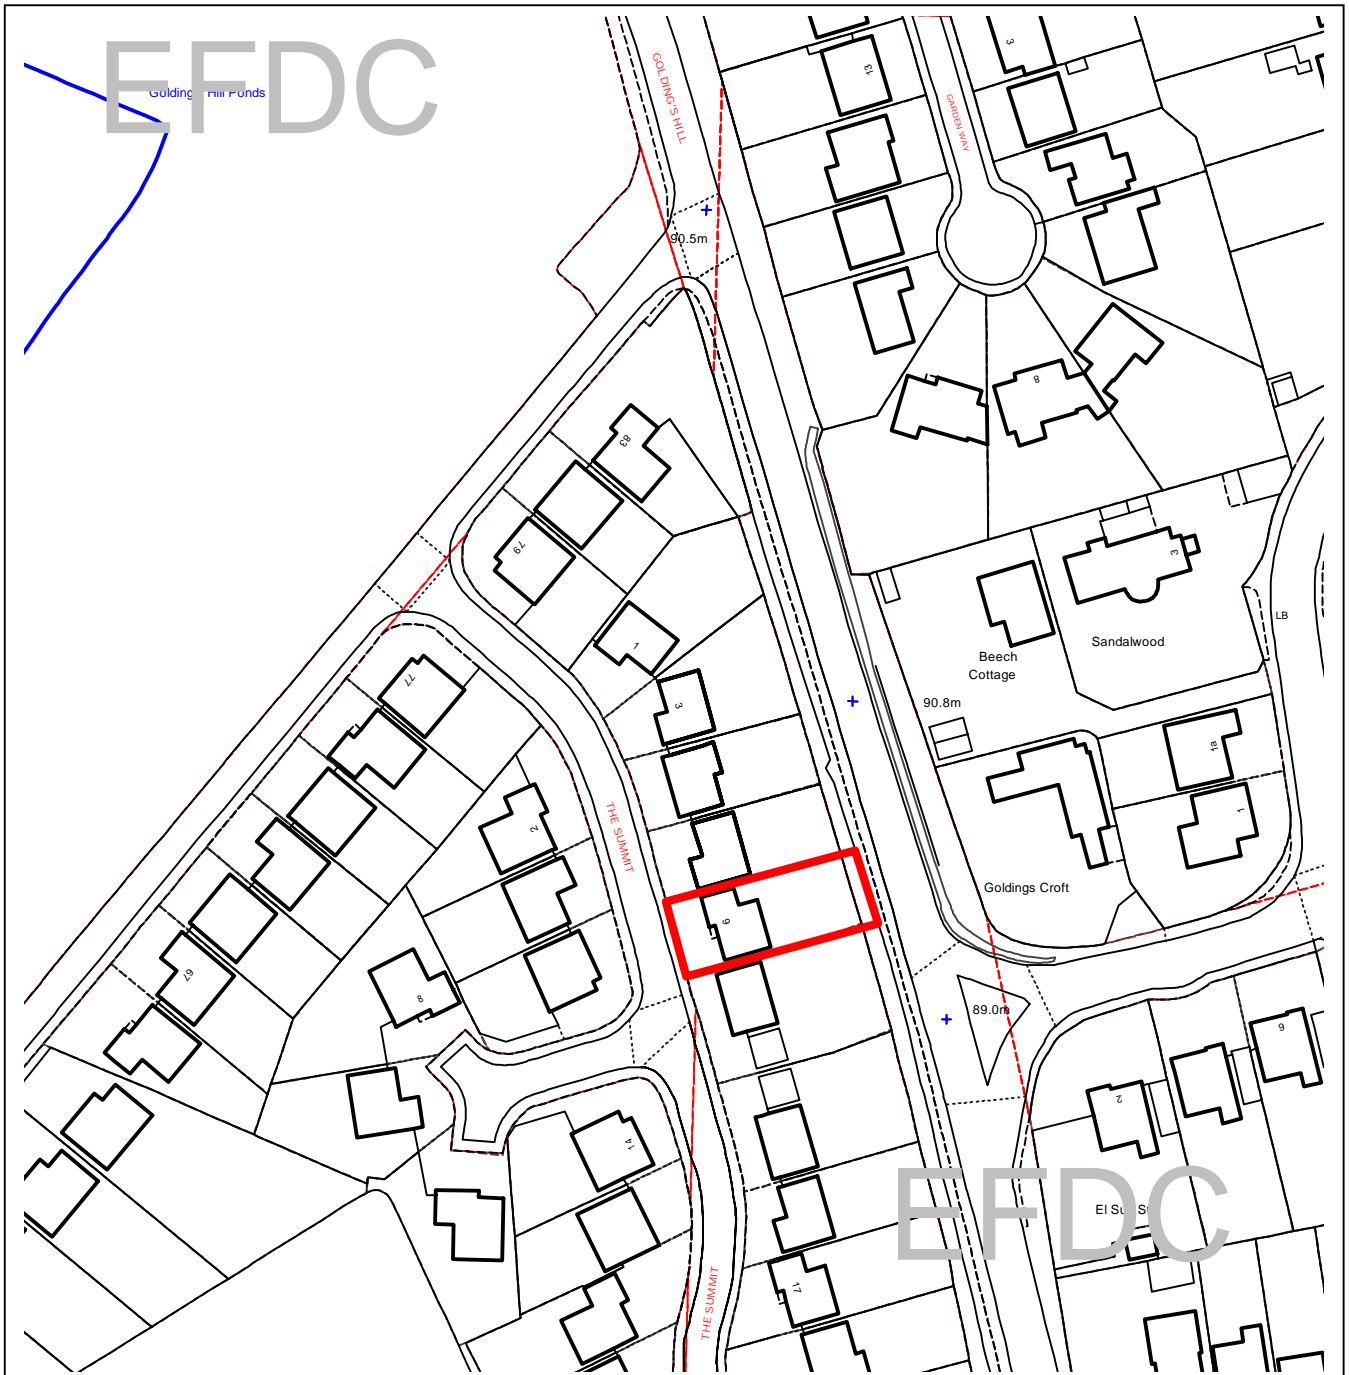 EFDC
Golding's Hill Ponds
GOLDING'S HILL
GARDEN WAY
3
13
90.5m
8
83
79
3
LB
Sandalwood
Beech
Cottage
1
77
3
90.8m
1a
2
THE SUMMIT
1
Goldings Croft
9
67
8
89.0m
9
2
14
EFDC
17
THE SUMMIT